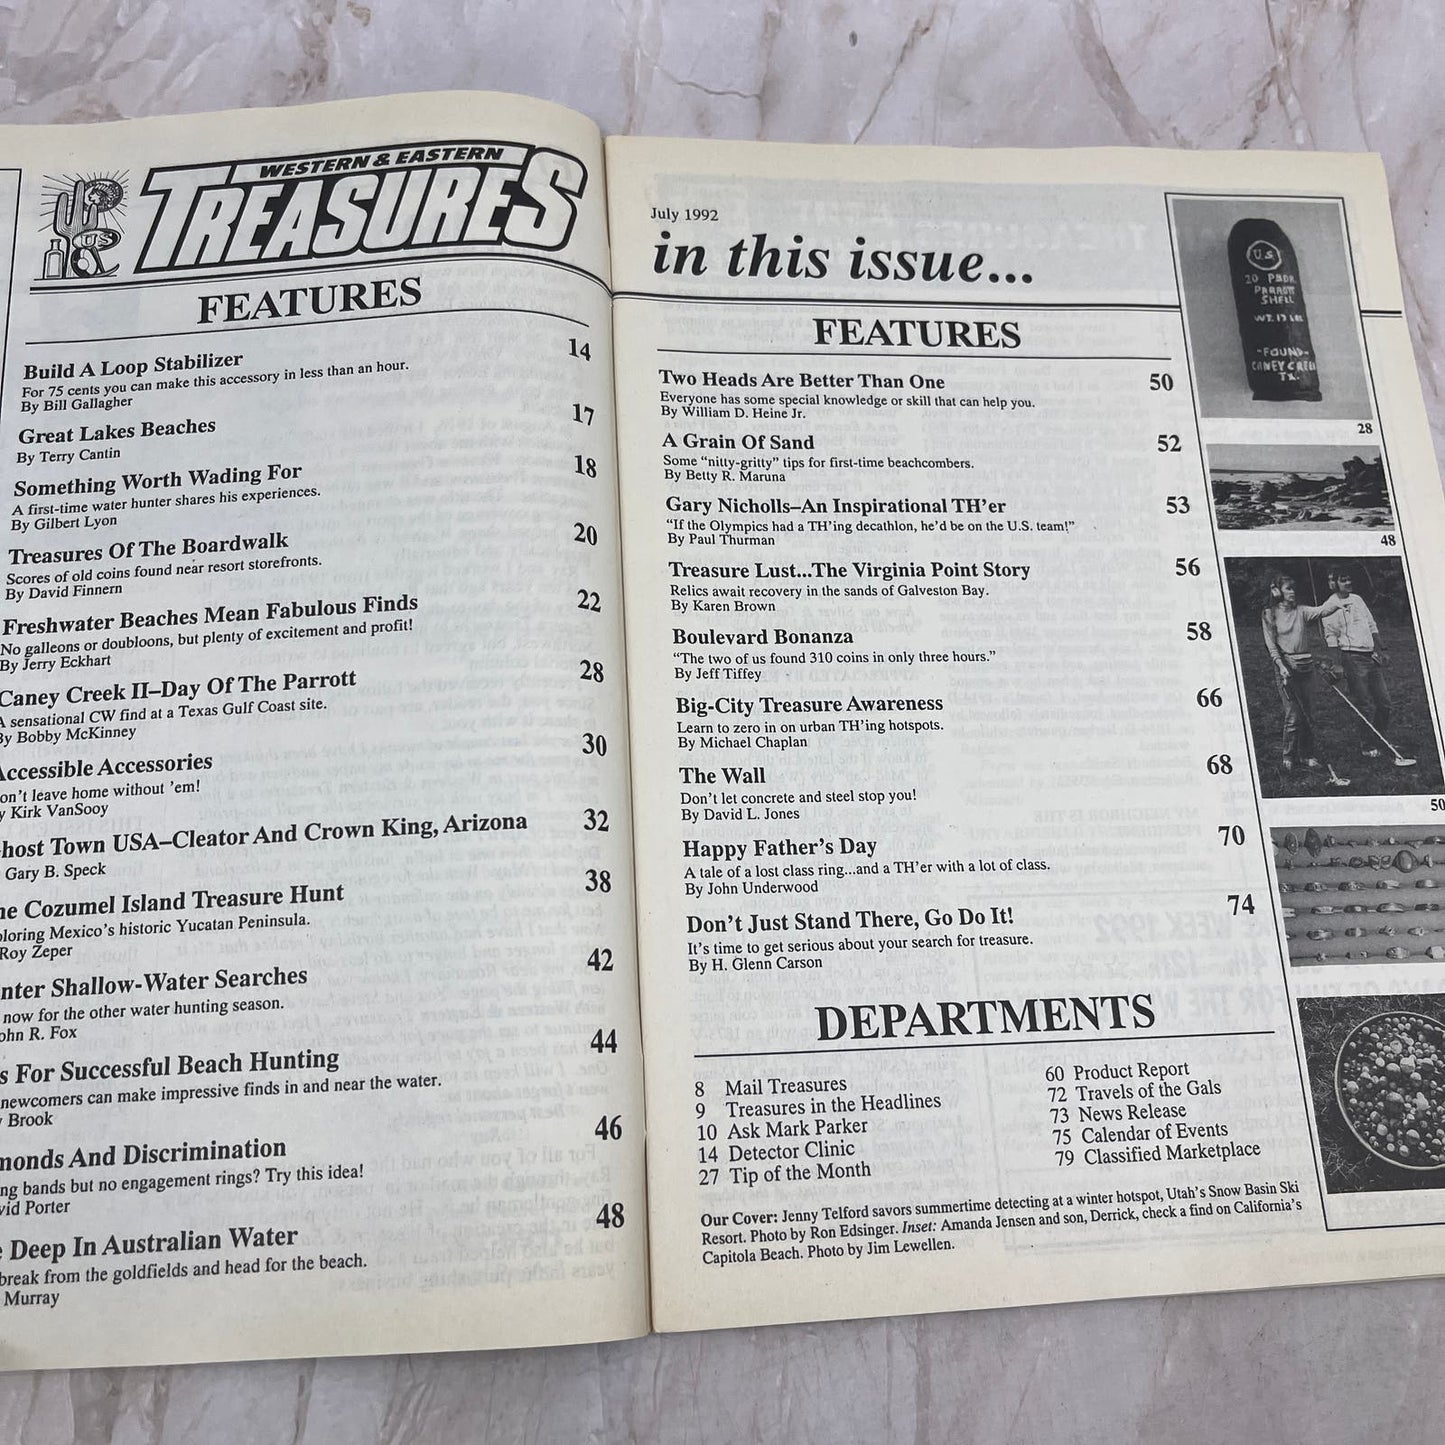 WESTERN & EASTERN
TREASURES
US
FEATURES
Build A Loop Stabilizer 14
For 75 cents you can make this accessory in less than an hour.
By Bill Gallagher
Great Lakes Beaches 17
By Terry Cantin
Something Worth Wading For 18
A first-time water hunter shares his experiences.
By Gilbert Lyon
Treasures Of The Boardwalk 20
Scores of old coins found near resort storefronts.
By David Finnern
Freshwater Beaches Mean Fabulous Finds 22
No galleons or doubloons, but plenty of excitement and profit!
By Jerry Eckhart
Caney Creek II–Day Of The Parrott 28
A sensational CW find at a Texas Gulf Coast site.
By Bobby McKinney
Accessible Accessories 30
on't leave home without 'em!
y Kirk VanSooy
host Town USA–Cleator And Crown King, Arizona 32
Gary B. Speck
he Cozumel Island Treasure Hunt 38
ploring Mexico's historic Yucatan Peninsula.
Roy Zeper
nter Shallow-Water Searches 42
now for the other water hunting season.
ohn R. Fox
s For Successful Beach Hunting 44
newcomers can make impressive finds in and near the water.
y Brook
monds And Discrimination 46
ng bands but no engagement rings? Try this idea!
vid Porter
e Deep In Australian Water 48
break from the goldfields and head for the beach.
Murray
July 1992
in this issue...
FEATURES
Two Heads Are Better Than One 50
Everyone has some special knowledge or skill that can help you.
By William D. Heine Jr.
A Grain Of Sand 52
Some “nitty-gritty” tips for first-time beachcombers.
By Betty R. Maruna
Gary Nicholls–An Inspirational TH'er 53
“If the Olympics had a TH'ing decathlon, he'd be on the U.S. team!”
By Paul Thurman
Treasure Lust...The Virginia Point Story 56
Relics await recovery in the sands of Galveston Bay.
By Karen Brown
Boulevard Bonanza 58
“The two of us found 310 coins in only three hours.”
By Jeff Tiffey
Big-City Treasure Awareness 66
Learn to zero in on urban TH'ing hotspots.
By Michael Chaplan
The Wall 68
Don't let concrete and steel stop you!
By David L. Jones
Happy Father's Day 70
A tale of a lost class ring...and a TH'er with a lot of class.
By John Underwood
Don't Just Stand There, Go Do It! 74
It's time to get serious about your search for treasure.
By H. Glenn Carson
DEPARTMENTS
8 Mail Treasures
9 Treasures in the Headlines
10 Ask Mark Parker
14 Detector Clinic
27 Tip of the Month
60 Product Report
72 Travels of the Gals
73 News Release
75 Calendar of Events
79 Classified Marketplace
Our Cover: Jenny Telford savors summertime detecting at a winter hotspot, Utah's Snow Basin Ski
Resort. Photo by Ron Edsinger. Inset: Amanda Jensen and son, Derrick, check a find on California's
Capitola Beach. Photo by Jim Lewellen.
U.S.
20 PNDR
PARROTT
SHELL
WT. 17 LBS
-FOUND-
CANEY CREEK
TX.
28
48
50